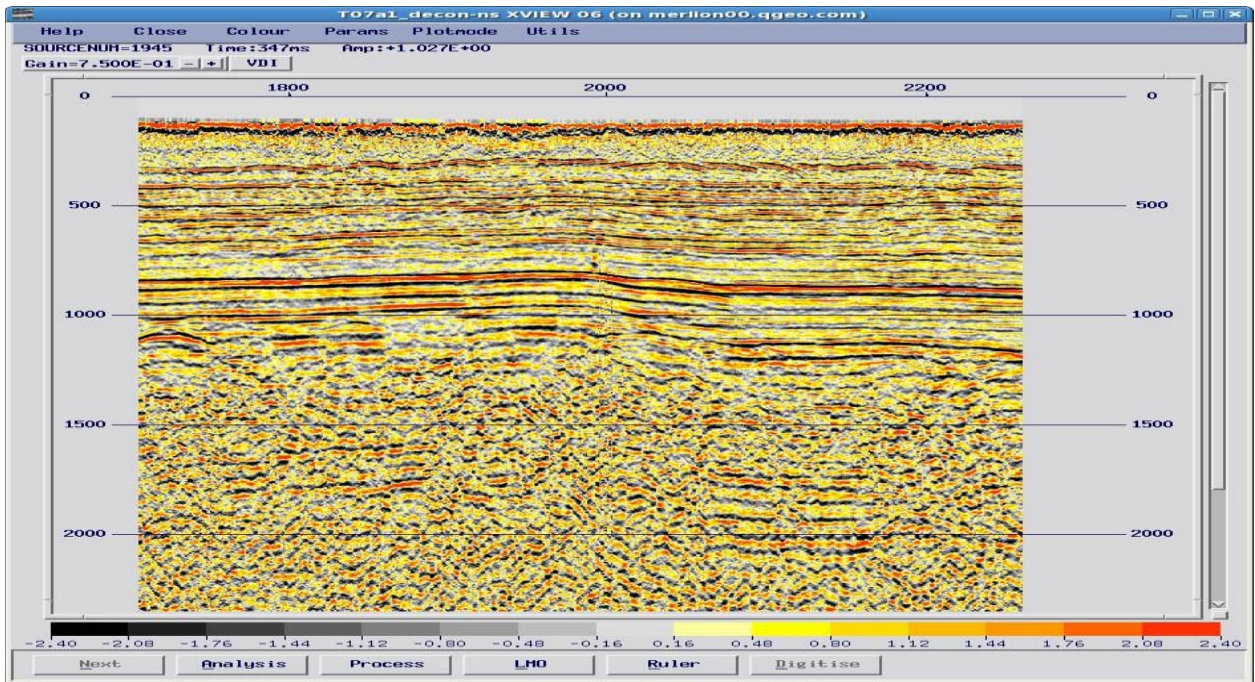 T07a1_decon-ns XVIEW 06 (on merlion00.qgeo.com)
Help Close Colour Params Plotmode Utils
SOURCENUM=1945 Time:347ms Amp:+1.027E+00
Gain=7.500E-01 - + VDI
1800 2000 2200
0 0
500 500
1000 1000
1500 1500
2000 2000
-2.40 -2.08 -1.76 -1.44 -1.12 -0.80 -0.48 -0.16 0.16 0.48 0.80 1.12 1.44 1.76 2.08 2.40
Next Analysis Process LMO Ruler Digitise